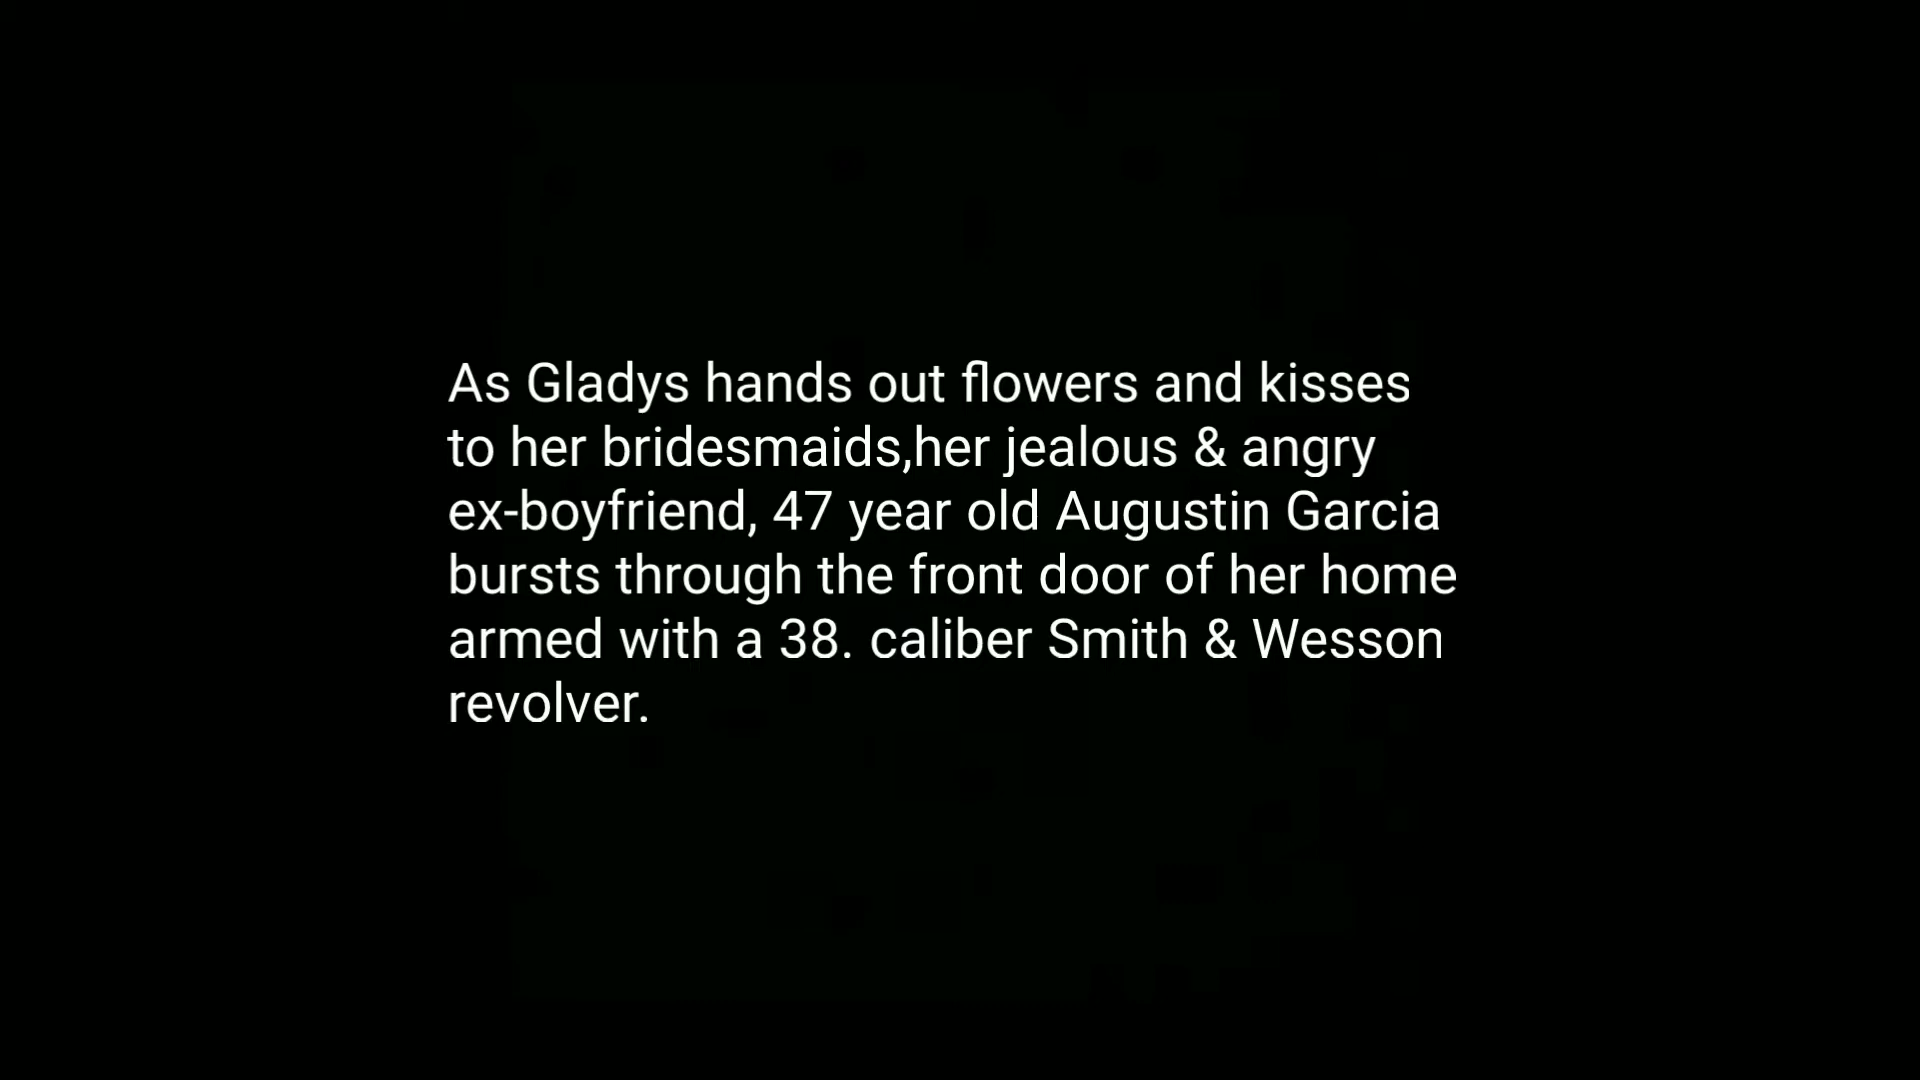 As Gladys hands out flowers and kisses
to her bridesmaids,her jealous & angry
ex-boyfriend, 47 year old Augustin Garcia
bursts through the front door of her home
armed with a 38. caliber Smith & Wesson
revolver.